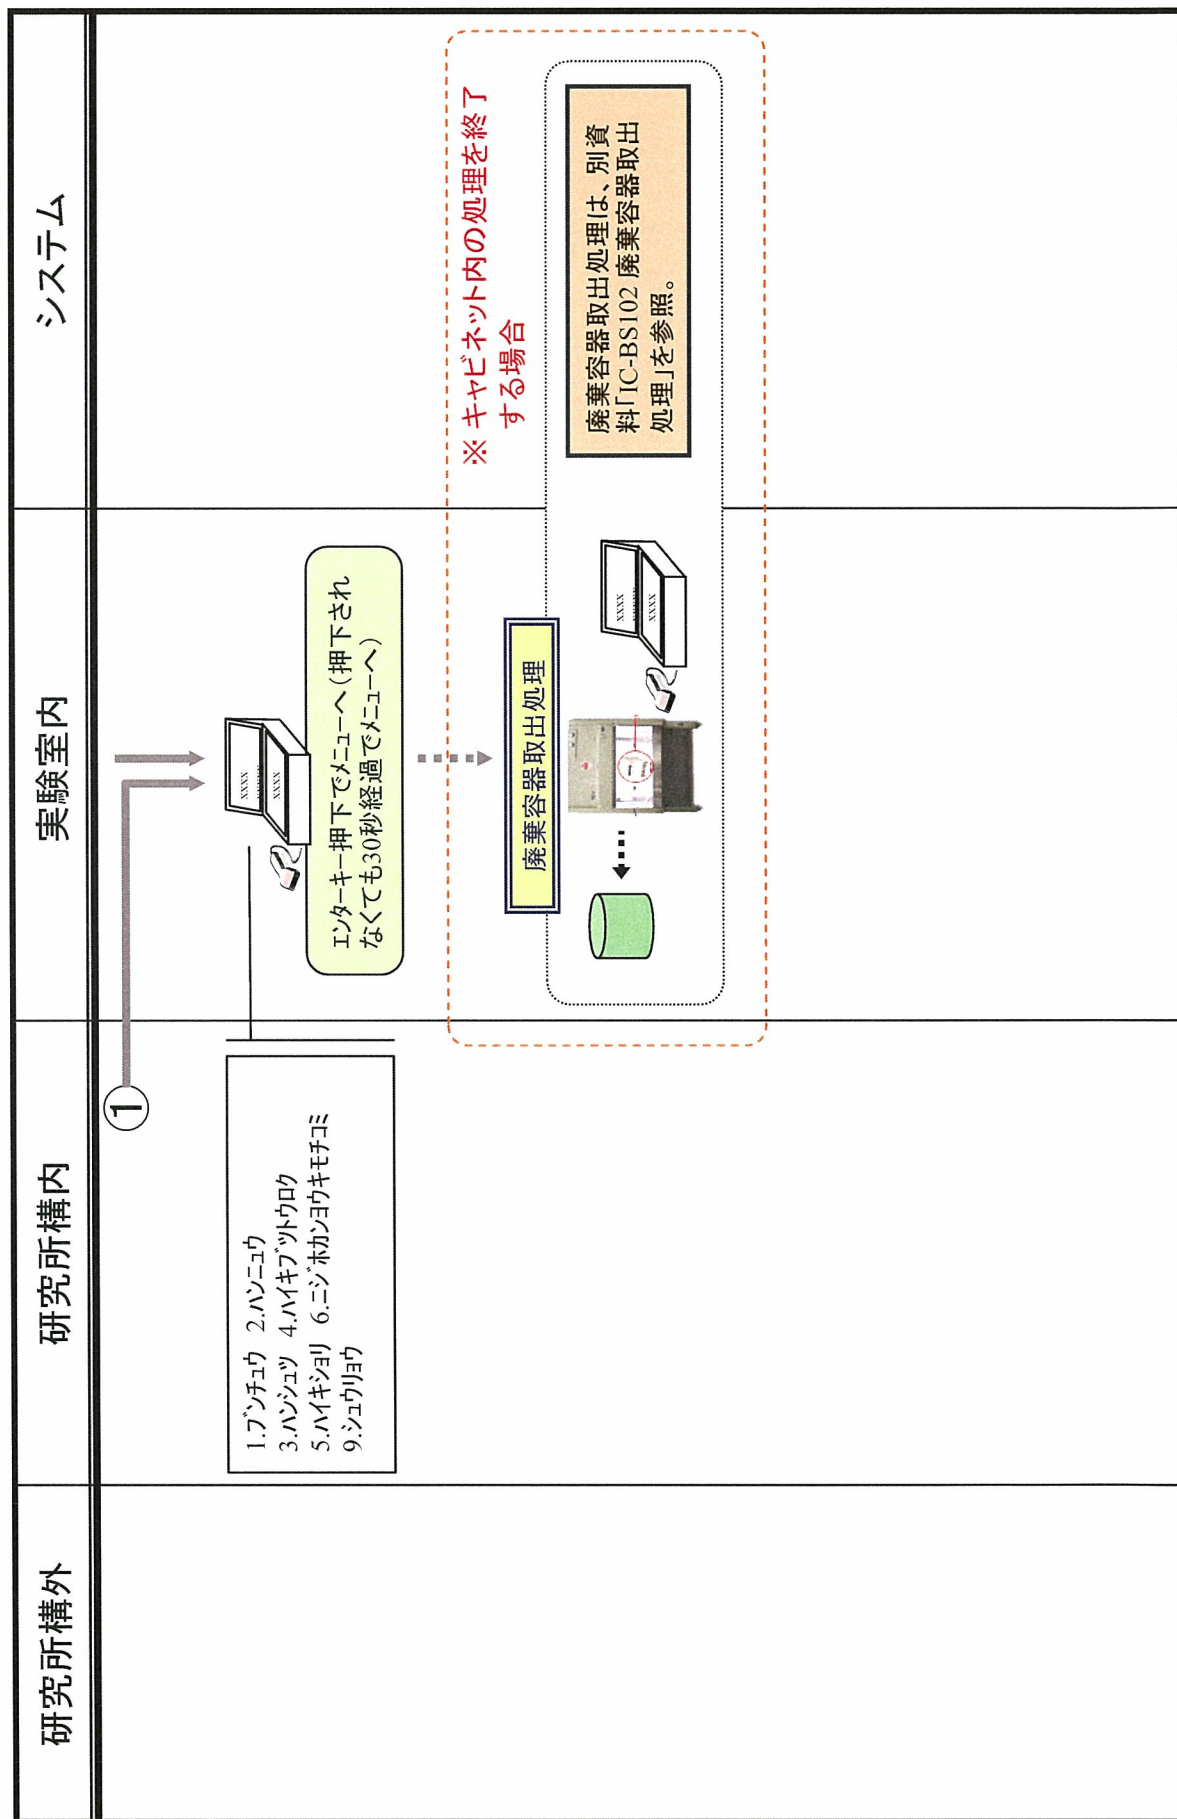 研究所構外
研究所構内
実験室内
システム
①
1.ブンチュウ 2.ハンニュウ
3.ハンシュツ 4.ハイキブツトウロク
5.ハイキショリ 6.ニジホカンヨウキモチコミ
9.シュウリョウ
XXXX
XXXX
エンターキー押下でメニューへ(押下され
なくても30秒経過でメニューへ)
※ キャビネット内の処理を終了
する場合
廃棄容器取出処理
XXXX
XXXX
廃棄容器取出処理は、別資
料「IC-BS102 廃棄容器取出
処理」を参照。